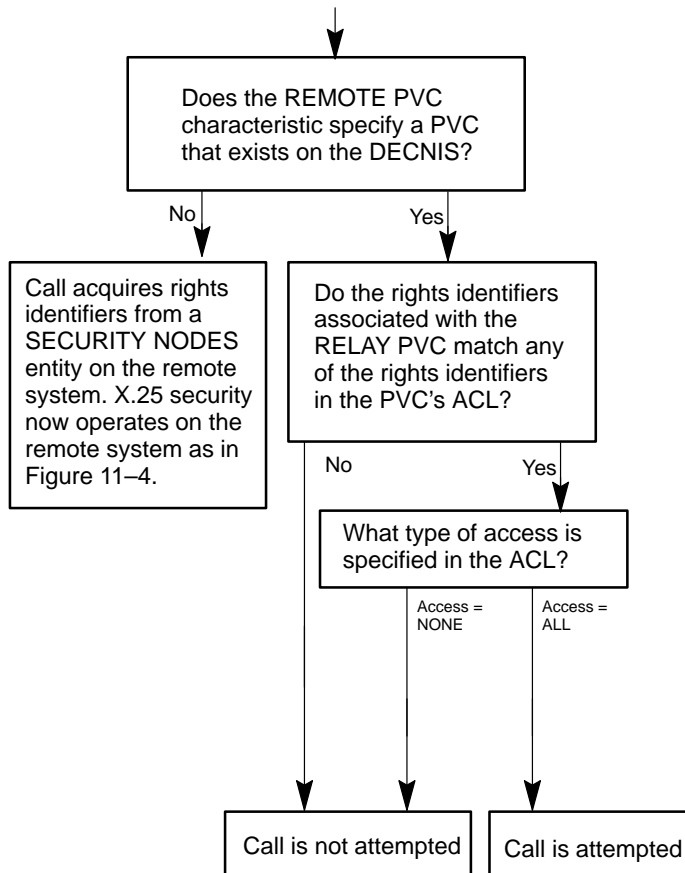 Does the REMOTE PVC
characteristic specify a PVC
that exists on the DECNIS?
No
Yes
Call acquires rights
identifiers from a
SECURITY NODES
entity on the remote
system. X.25 security
now operates on the
remote system as in
Figure 11–4.
Do the rights identifiers
associated with the
RELAY PVC match any
of the rights identifiers
in the PVC's ACL?
No
Yes
What type of access is
specified in the ACL?
Access =
NONE
Access =
ALL
Call is not attempted
Call is attempted